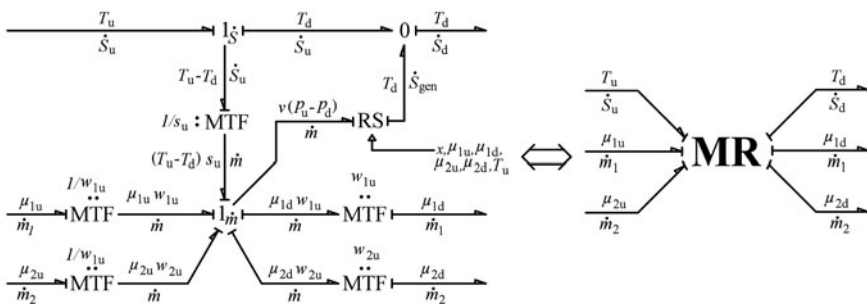 T_u T_d T_d
1_Ṡ 0
Ṡ_u Ṡ_u Ṡ_d
T_u-T_d Ṡ_u T_d Ṡ_gen
1/s_u : MTF v(P_u-P_d) RS
ṁ
(T_u-T_d) s_u ṁ x,μ_1u,μ_1d,
μ_2u,μ_2d,T_u
1/w_1u w_1u
μ_1u μ_1u w_1u μ_1d w_1u μ_1d
MTF 1_ṁ MTF
ṁ_1 ṁ ṁ ṁ_1
1/w_2u w_2u
μ_2u μ_2u w_2u μ_2d w_2u μ_2d
MTF MTF
ṁ_2 ṁ ṁ ṁ_2
T_u T_d
Ṡ_u Ṡ_d
μ_1u μ_1d
MR
ṁ_1 ṁ_1
μ_2u μ_2d
ṁ_2 ṁ_2